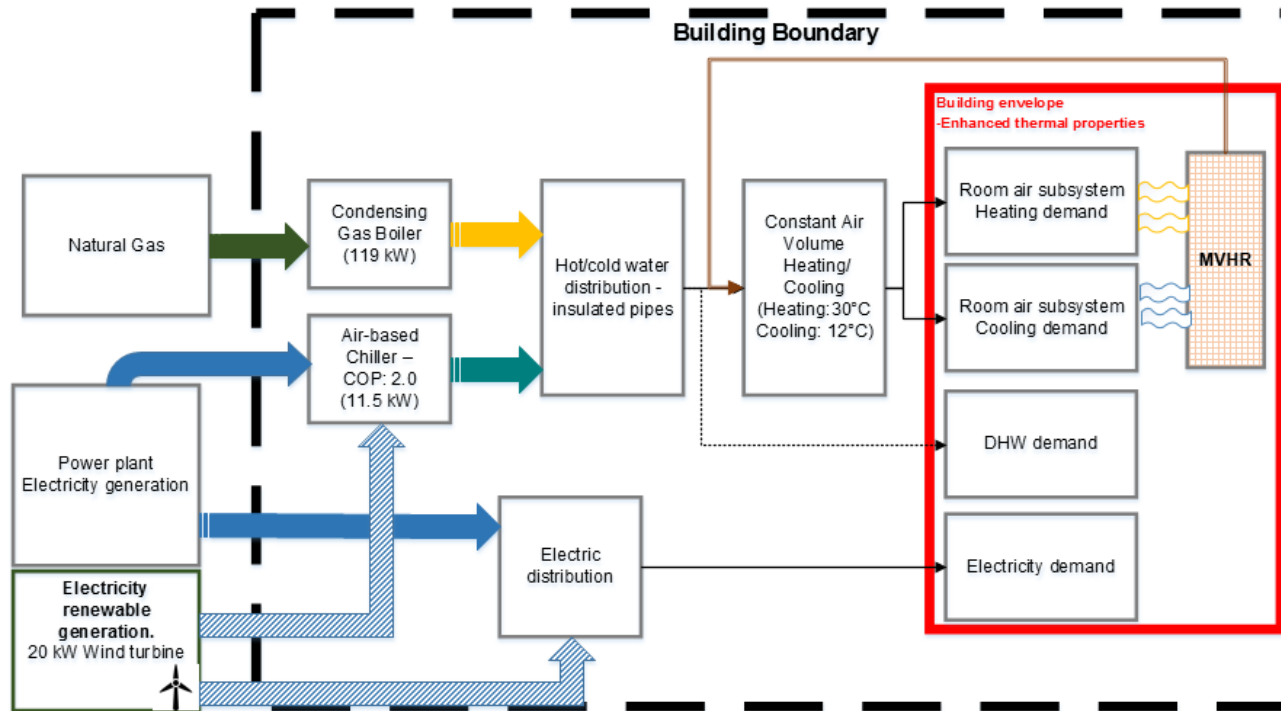 Building Boundary
Building envelope
-Enhanced thermal properties
Natural Gas
Condensing
Gas Boiler
(119 kW)
Hot/cold water
distribution -
insulated pipes
Constant Air
Volume
Heating/
Cooling
(Heating:30°C
Cooling: 12°C)
Room air subsystem
Heating demand
MVHR
Air-based
Chiller –
COP: 2.0
(11.5 kW)
Room air subsystem
Cooling demand
Power plant
Electricity generation
DHW demand
Electric
distribution
Electricity demand
Electricity
renewable
generation.
20 kW Wind turbine